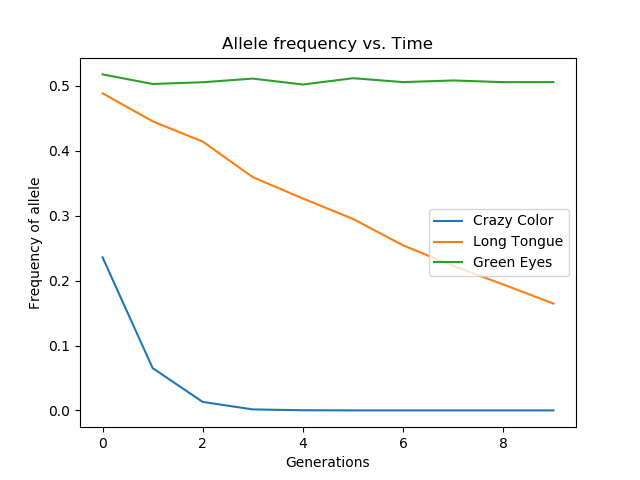 Allele frequency vs. Time
Frequency of allele
0.5
0.4
0.3
0.2
0.1
0.0
Crazy Color
Long Tongue
Green Eyes
0 2 4 6 8
Generations